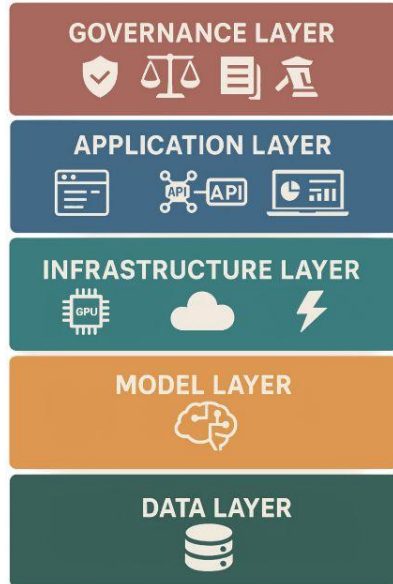 GOVERNANCE LAYER
APPLICATION LAYER
API API
INFRASTRUCTURE LAYER
GPU
MODEL LAYER
DATA LAYER